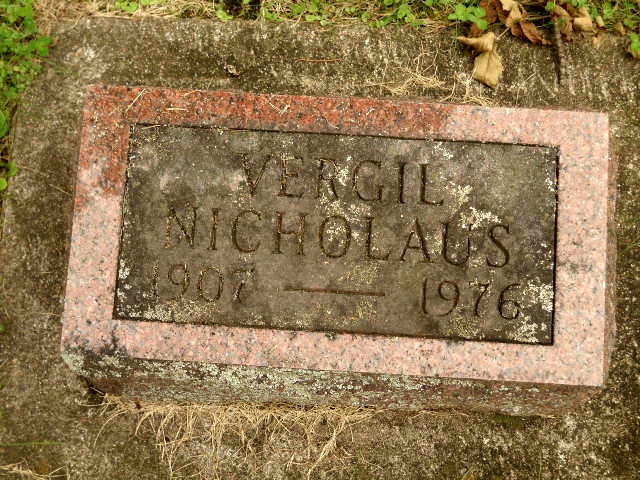 VERGIL
NICHOLAUS
1907 — 1976